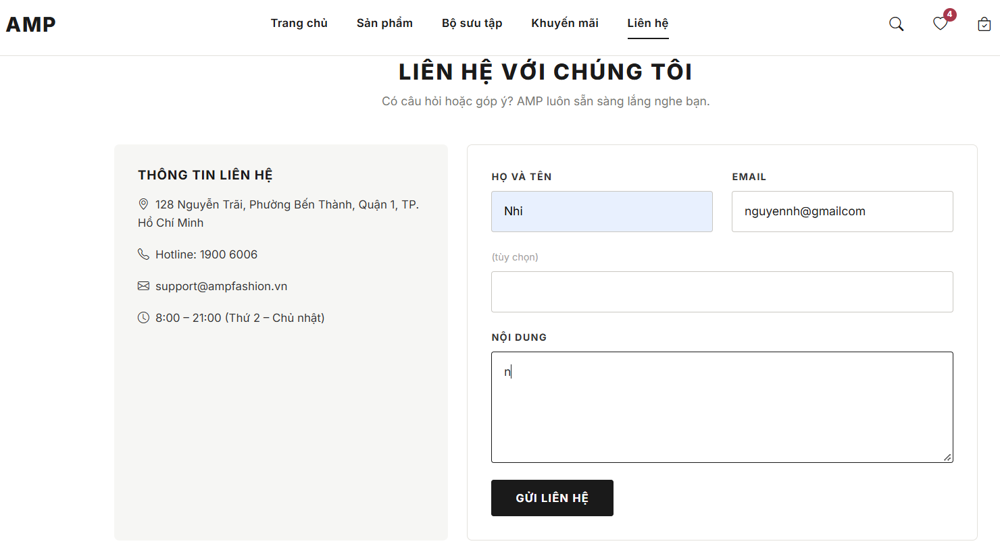 AMP
Trang chủ
Sản phẩm
Bộ sưu tập
Khuyến mãi
Liên hệ
4
LIÊN HỆ VỚI CHÚNG TÔI
Có câu hỏi hoặc góp ý? AMP luôn sẵn sàng lắng nghe bạn.
THÔNG TIN LIÊN HỆ
128 Nguyễn Trãi, Phường Bến Thành, Quận 1, TP.
Hồ Chí Minh
Hotline: 1900 6006
support@ampfashion.vn
8:00 – 21:00 (Thứ 2 – Chủ nhật)
HỌ VÀ TÊN
Nhi
EMAIL
nguyennh@gmailcom
(tùy chọn)
NỘI DUNG
n
GỬI LIÊN HỆ